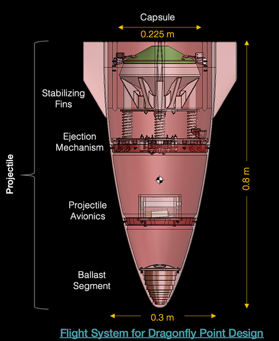 Capsule
0.225 m
Stabilizing
Fins
Ejection
Mechanism
Projectile
0.8 m
Projectile
Avionics
Ballast
Segment
0.3 m
Flight System for Dragonfly Point Design